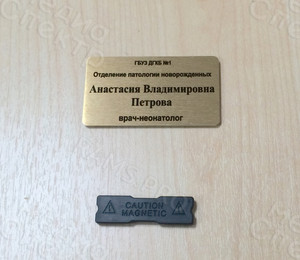 ГБУЗ ДГКБ №1
Отделение патологии новорожденных
Анастасия Владимировна
Петрова
врач-неонатолог
CAUTION
MAGNETIC